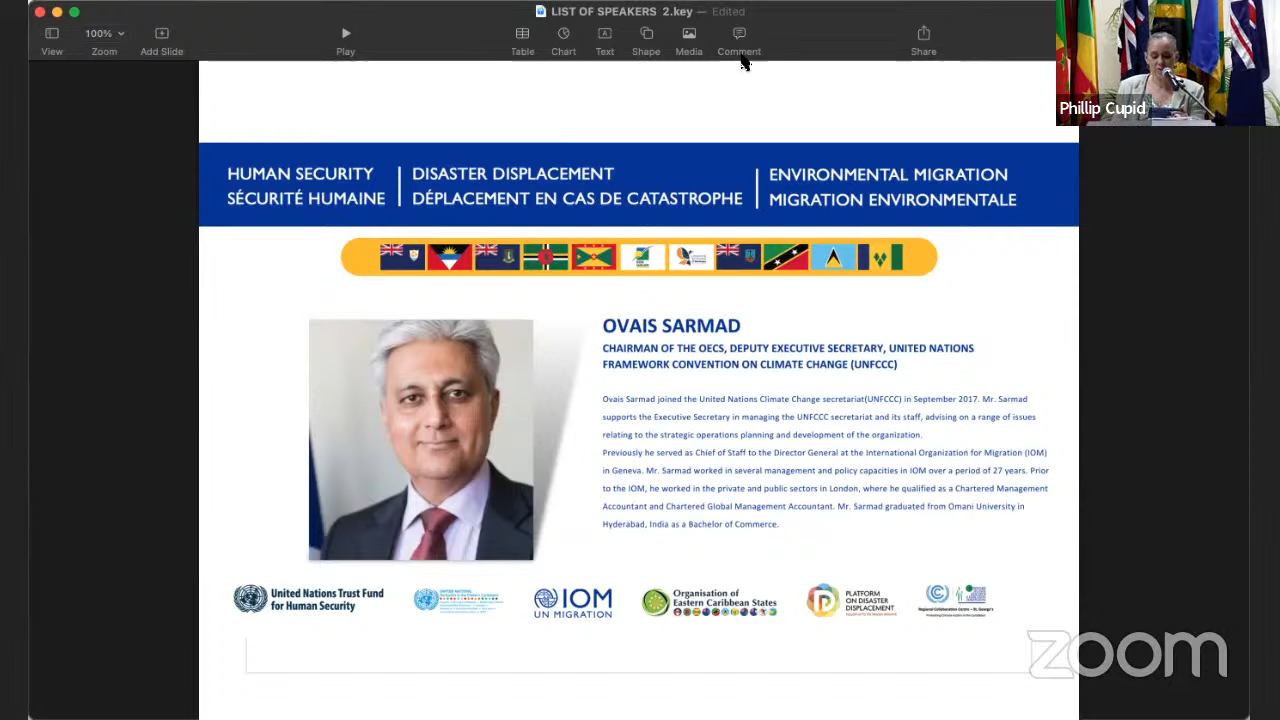 LIST OF SPEAKERS 2.key — Edited
100%
View
Zoom
Add Slide
Play
Table
Chart
Text
Shape
Media
Comment
Share
Phillip Cupid
HUMAN SECURITY
SÉCURITÉ HUMAINE
DISASTER DISPLACEMENT
DÉPLACEMENT EN CAS DE CATASTROPHE
ENVIRONMENTAL MIGRATION
MIGRATION ENVIRONMENTALE
OVAIS SARMAD
CHAIRMAN OF THE OECS, DEPUTY EXECUTIVE SECRETARY, UNITED NATIONS
FRAMEWORK CONVENTION ON CLIMATE CHANGE (UNFCCC)
Ovais Sarmad joined the United Nations Climate Change secretariat(UNFCCC) in September 2017. Mr. Sarmad
supports the Executive Secretary in managing the UNFCCC secretariat and its staff, advising on a range of issues
relating to the strategic operations planning and development of the organization.
Previously he served as Chief of Staff to the Director General at the International Organization for Migration (IOM)
in Geneva. Mr. Sarmad worked in several management and policy capacities in IOM over a period of 27 years. Prior
to the IOM, he worked in the private and public sectors in London, where he qualified as a Chartered Management
Accountant and Chartered Global Management Accountant. Mr. Sarmad graduated from Omani University in
Hyderabad, India as a Bachelor of Commerce.
United Nations Trust Fund
for Human Security
IOM
UN MIGRATION
Organisation of
Eastern Caribbean States
PLATFORM
ON DISASTER
DISPLACEMENT
Regional Collaboration Centre – St. George's
zoom